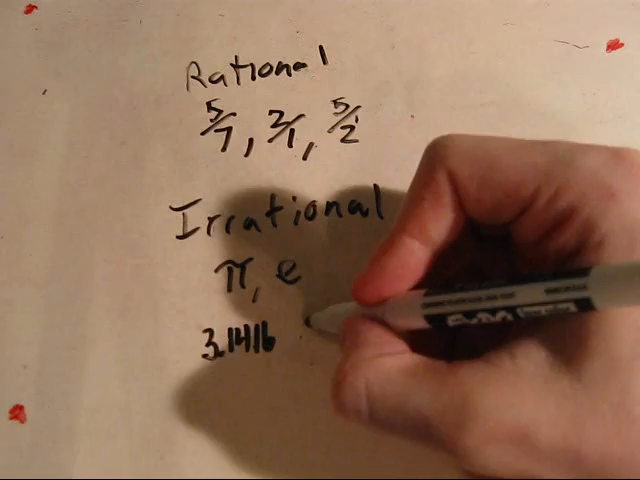 Rational
5/7, 2/1, 5/2
Irrational
π, e
3.1416